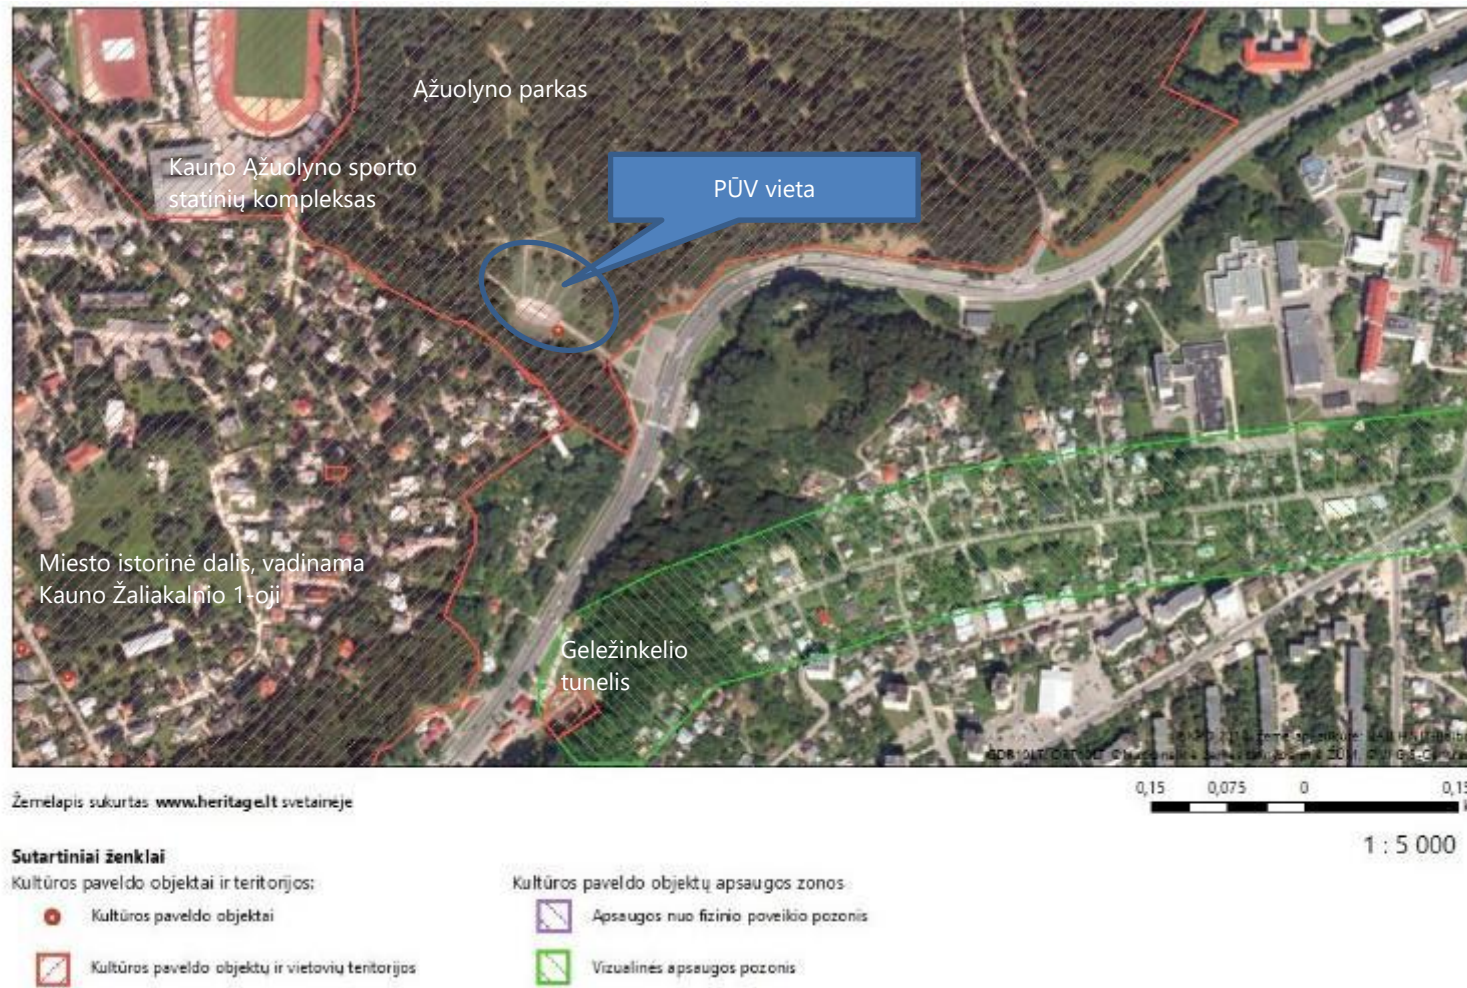 Ąžuolyno parkas
Kauno Ąžuolyno sporto
statinių kompleksas
PŪV vieta
Miesto istorinė dalis, vadinama
Kauno Žaliakalnio 1-oji
Geležinkelio
tunelis
Žemėlapis sukurtas www.heritage.lt svetainėje
0,15 0,075 0
1 : 5 000
Sutartiniai ženklai
Kultūros paveldo objektai ir teritorijos:
Kultūros paveldo objektai
Kultūros paveldo objektų ir vietovių teritorijos
Kultūros paveldo objektų apsaugos zonos
Apsaugos nuo fizinio poveikio pozonis
Vizualinės apsaugos pozonis